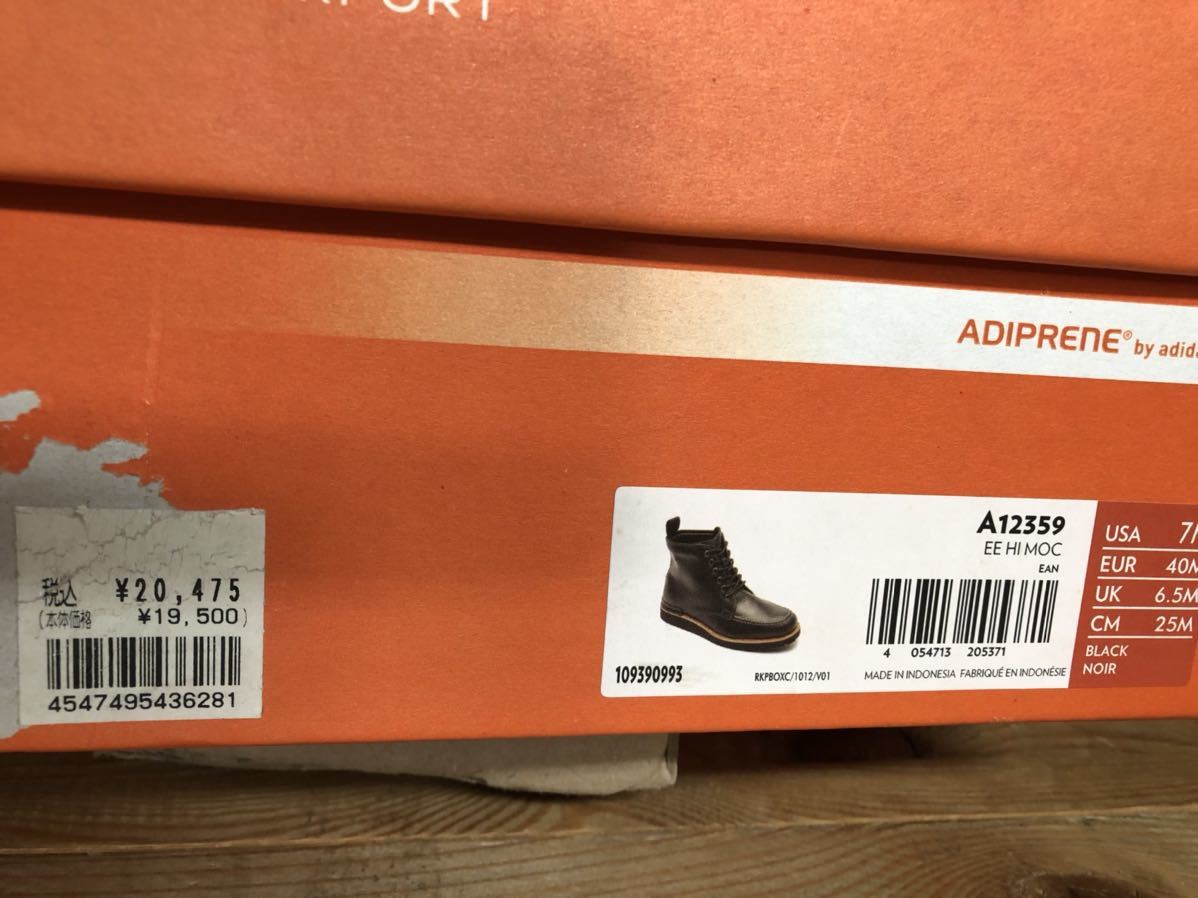 ADIPRENE® by
税込 ¥20,475
(本体価格 ¥19,500)
4547495436281
A12359
EE HI MOC
EAN
4 054713 205371
109390993
RKPBOXC/1012/V01
MADE IN INDONESIA FABRIQUÉ EN INDONÉSIE
USA
EUR 40M
UK 6.5M
CM 25M
BLACK
NOIR